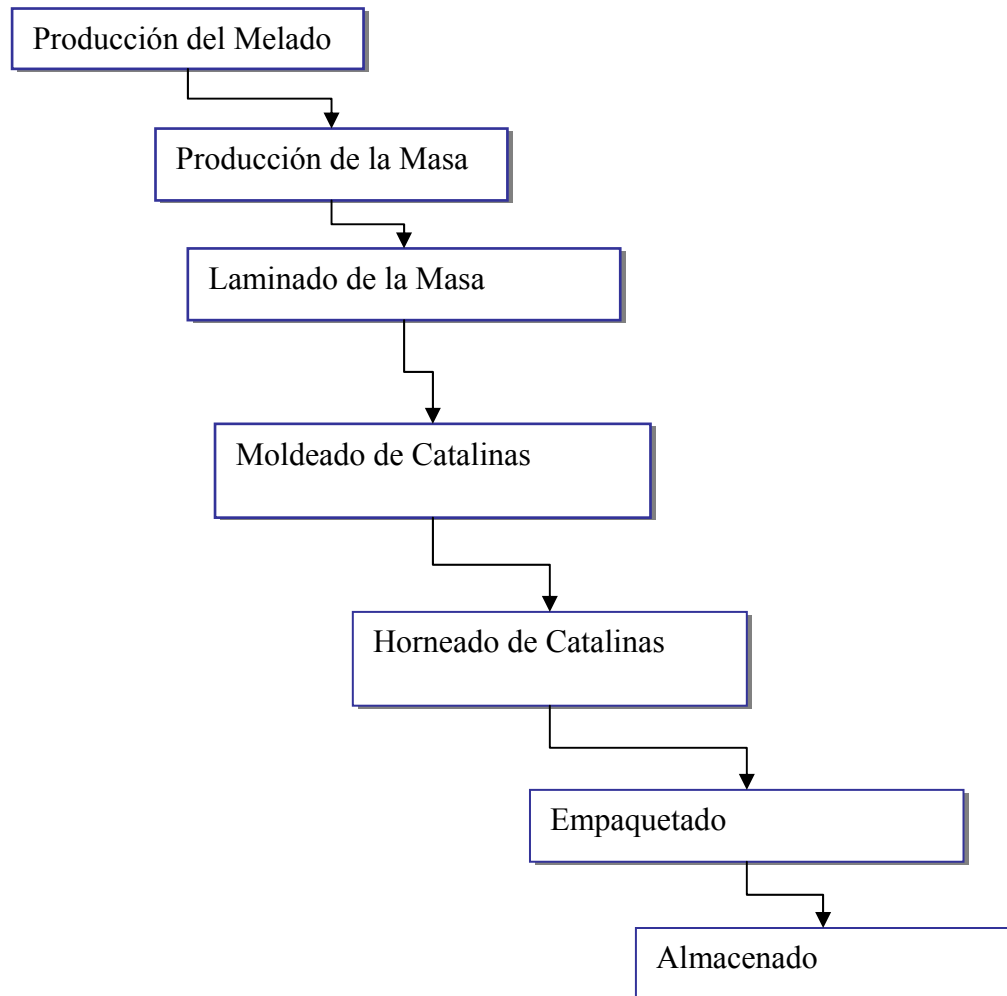 Producción del Melado
Producción de la Masa
Laminado de la Masa
Moldeado de Catalinas
Horneado de Catalinas
Empaquetado
Almacenado